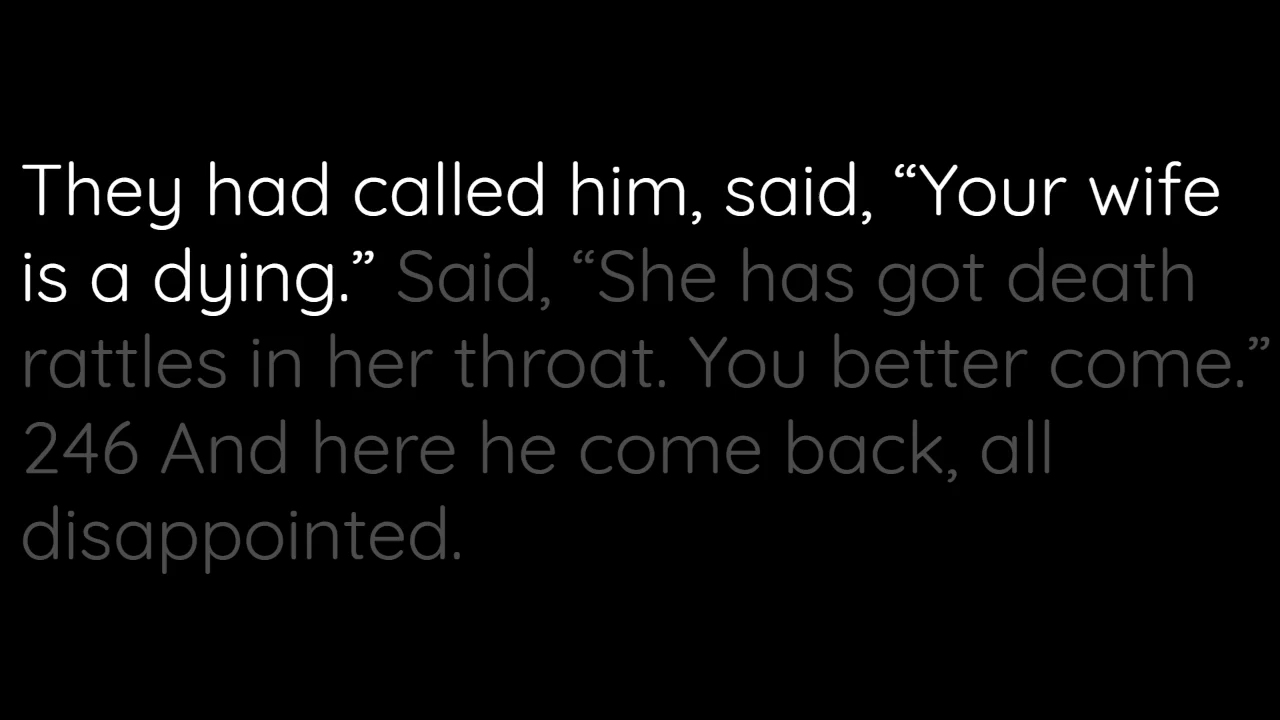 They had called him, said, “Your wife
is a dying.” Said, “She has got death
rattles in her throat. You better come.”
246 And here he come back, all
disappointed.